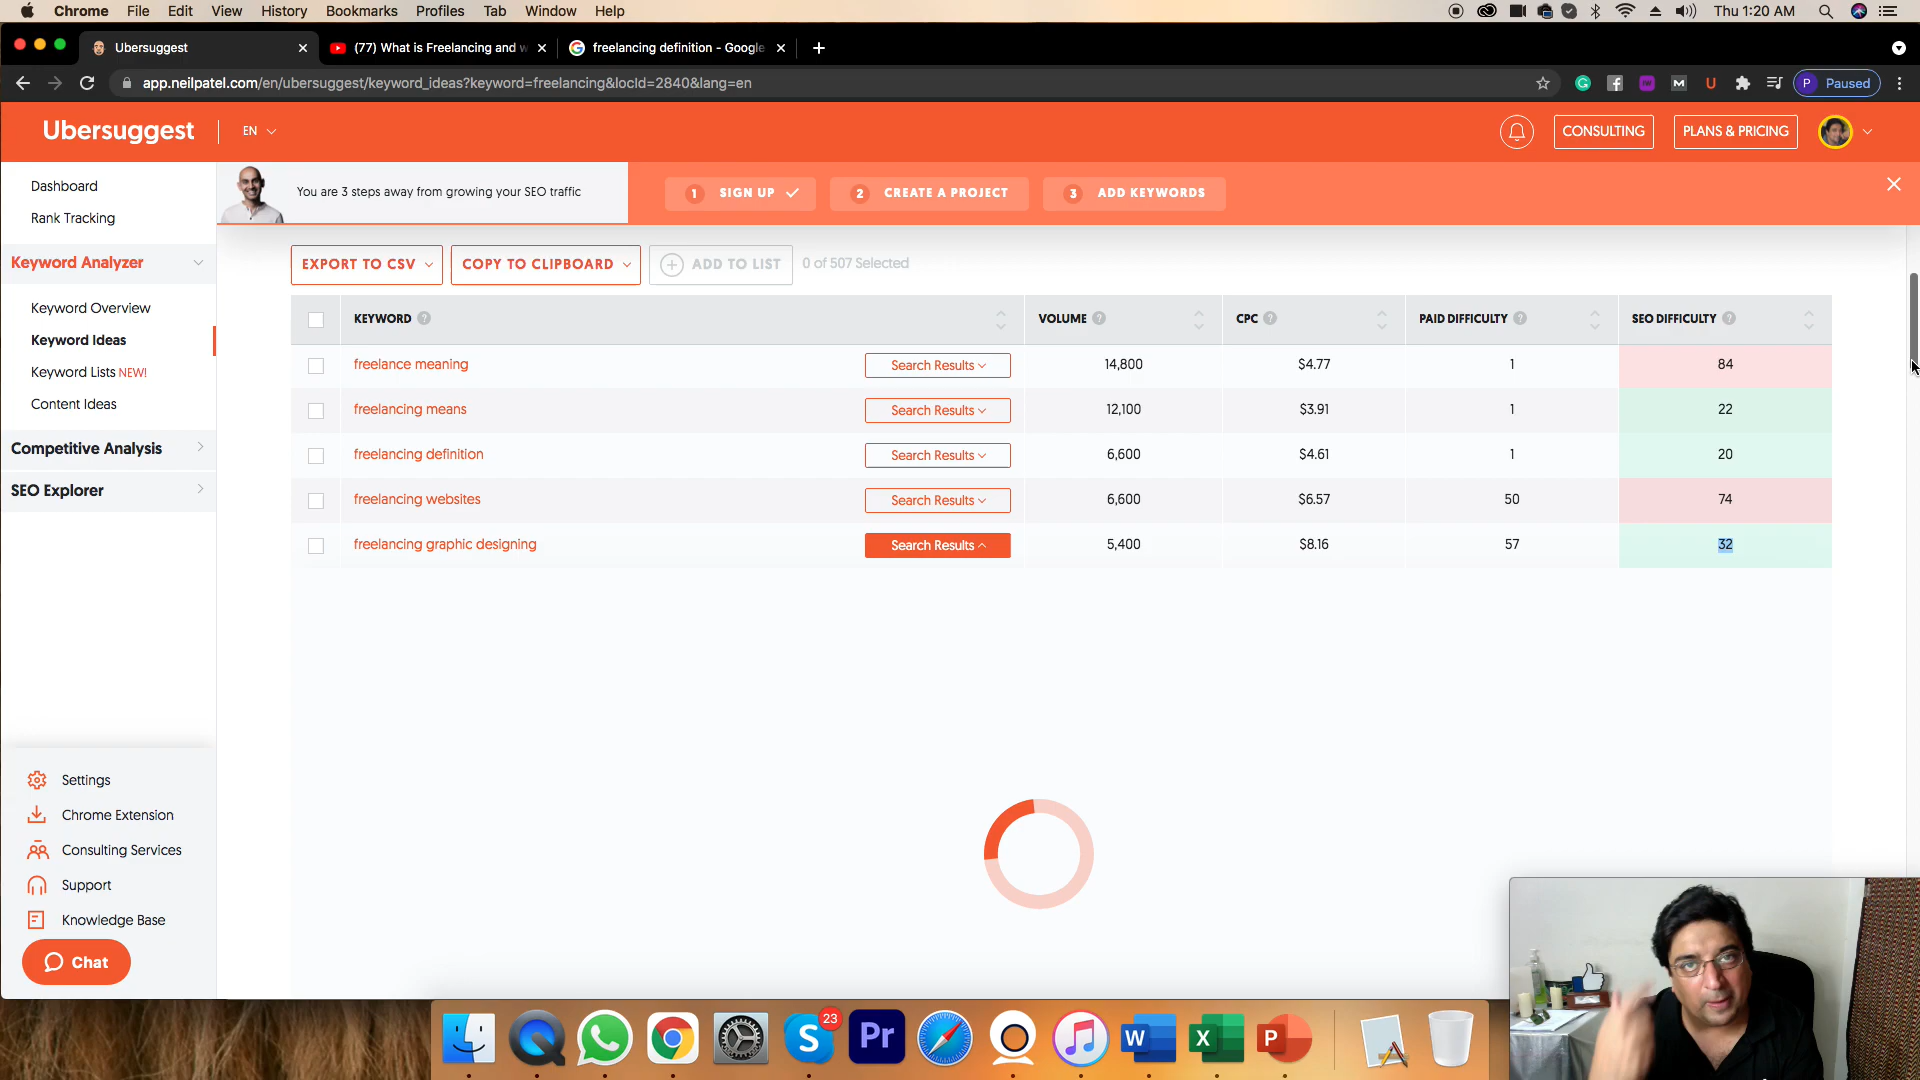 Chrome File Edit View History Bookmarks Profiles Tab Window Help Thu 1:20 AM
Ubersuggest (77) What is Freelancing and w freelancing definition - Google
app.neilpatel.com/en/ubersuggest/keyword_ideas?keyword=freelancing&locId=2840&lang=en
P Paused
Ubersuggest EN CONSULTING PLANS & PRICING
Dashboard
You are 3 steps away from growing your SEO traffic
1 SIGN UP 2 CREATE A PROJECT 3 ADD KEYWORDS
Rank Tracking
Keyword Analyzer
Keyword Overview
Keyword Ideas
Keyword Lists NEW!
Content Ideas
Competitive Analysis
SEO Explorer
EXPORT TO CSV COPY TO CLIPBOARD ADD TO LIST 0 of 507 Selected
KEYWORD VOLUME CPC PAID DIFFICULTY SEO DIFFICULTY
freelance meaning Search Results 14,800 $4.77 1 84
freelancing means Search Results 12,100 $3.91 1 22
freelancing definition Search Results 6,600 $4.61 1 20
freelancing websites Search Results 6,600 $6.57 50 74
freelancing graphic designing Search Results 5,400 $8.16 57 32
Settings
Chrome Extension
Consulting Services
Support
Knowledge Base
Chat
23
Pr
W
X
P